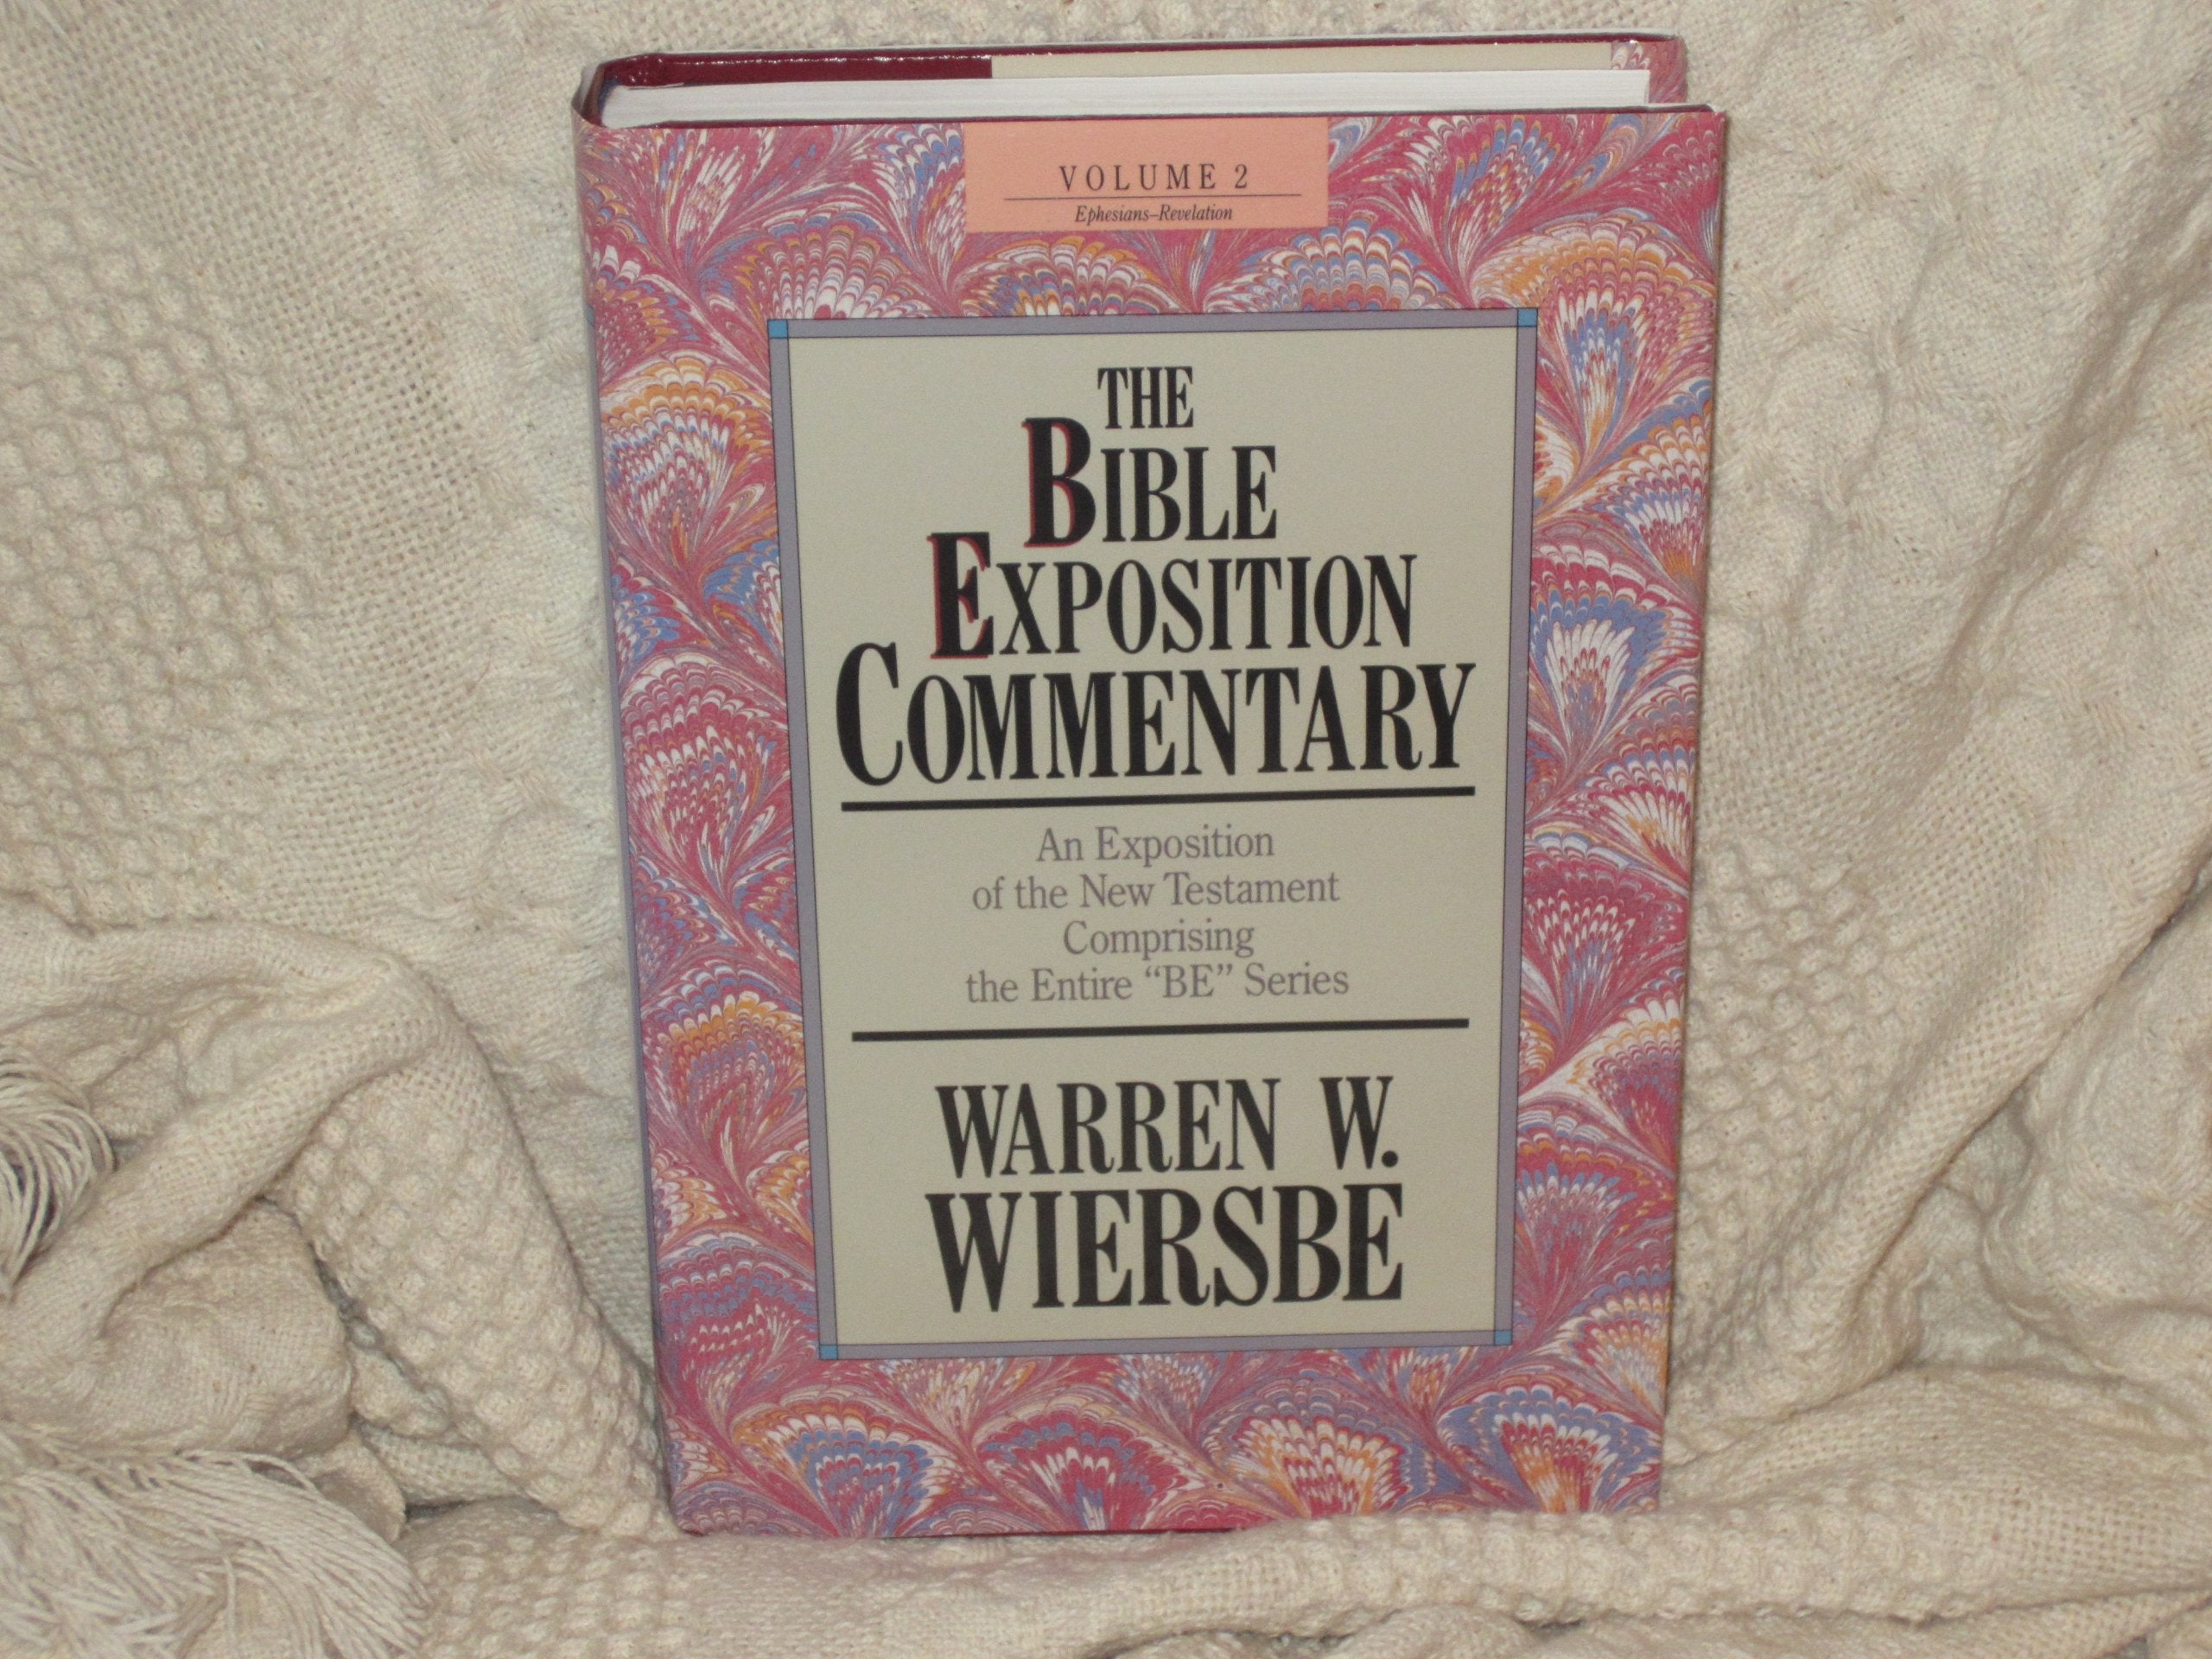 VOLUME 2
Ephesians–Revelation
THE
BIBLE
EXPOSITION
COMMENTARY
An Exposition
of the New Testament
Comprising
the Entire “BE” Series
WARREN W.
WIERSBE